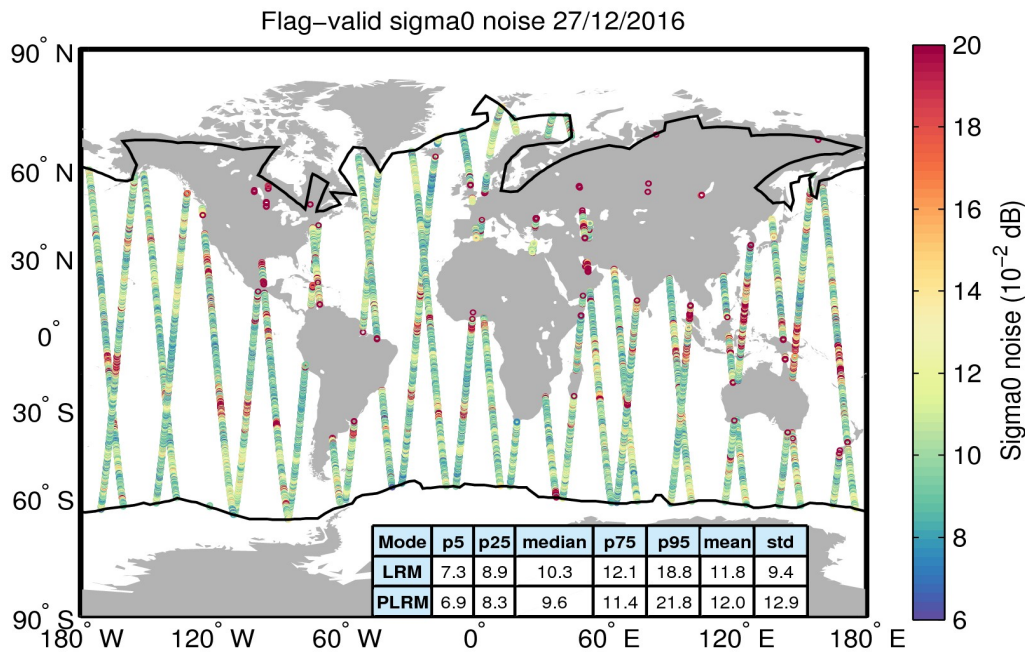 Flag−valid sigma0 noise 27/12/2016
90° N
60° N
30° N
0°
30° S
60° S
90° S
180° W 120° W 60° W 0° 60° E 120° E 180° E
Mode p5 p25 median p75 p95 mean std
LRM 7.3 8.9 10.3 12.1 18.8 11.8 9.4
PLRM 6.9 8.3 9.6 11.4 21.8 12.0 12.9
20
18
16
14
12
10
8
6
Sigma0 noise (10⁻² dB)